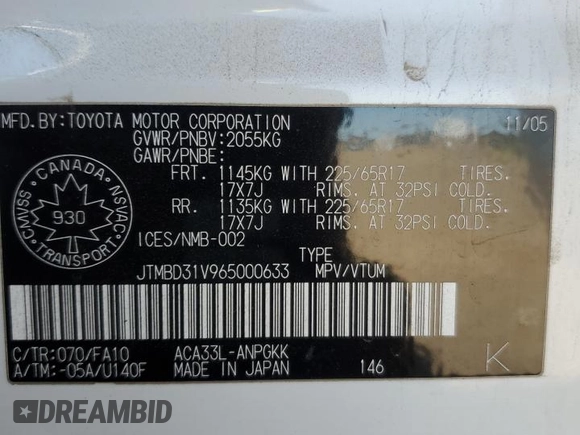 MFD. BY: TOYOTA MOTOR CORPORATION 11/05
GVWR/PNBV: 2055KG
GAWR/PNBE:
FRT. 1145KG WITH 225/65R17 TIRES.
17X7J RIMS. AT 32PSI COLD.
RR. 1135KG WITH 225/65R17 TIRES.
17X7J RIMS. AT 32PSI COLD.
CANADA
CMVSS NSVAC
930
TRANSPORT
ICES/NMB-002
TYPE
JTMBD31V965000633 MPV/VTUM
C/TR: 070/FA10 ACA33L-ANPGKK K
A/TM: -05A/U140F MADE IN JAPAN 146
DREAMBID